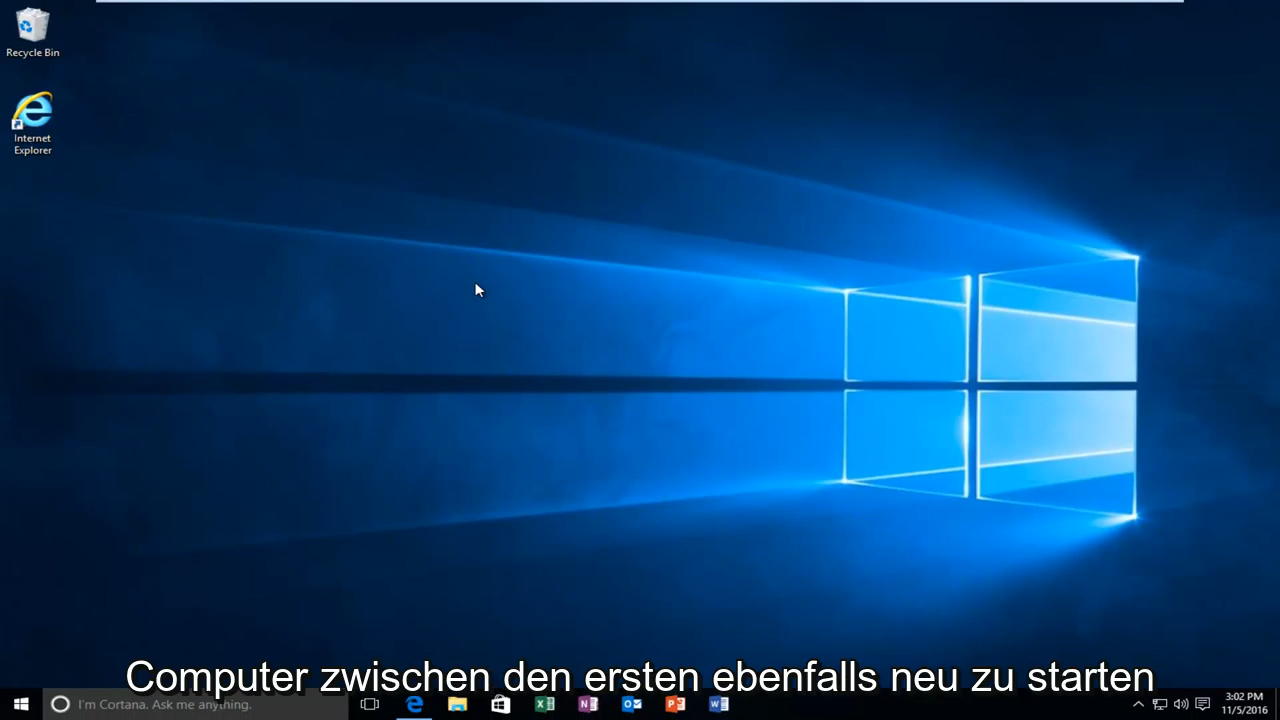 Recycle Bin
Internet
Explorer
Computer zwischen den ersten ebenfalls neu zu starten
I'm Cortana. Ask me anything.
3:02 PM
11/5/2016